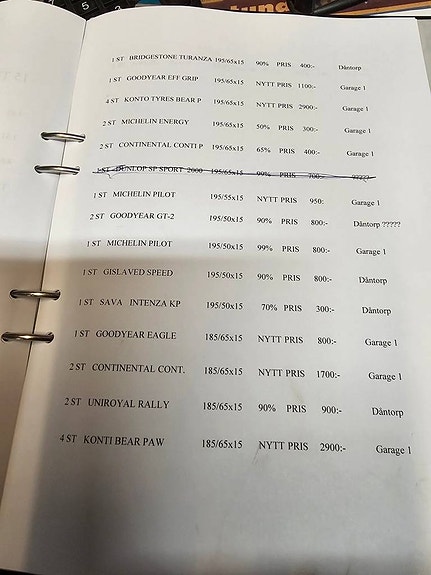 1 ST BRIDGESTONE TURANZA 195/65x15 90% PRIS 400:- Dåntorp
1 ST GOODYEAR EFF GRIP 195/65x15 NYTT PRIS 1100:- Garage 1
4 ST KONTO TYRES BEAR P 195/65x15 NYTT PRIS 2900:- Garage 1
2 ST MICHELIN ENERGY 195/65x15 50% PRIS 300:- Garage 1
2 ST CONTINENTAL CONTI P 195/65x15 65% PRIS 400:- Garage 1
1 ST DUNLOP SP SPORT 2000 195/65x15 99% PRIS 700:- ?????
1 ST MICHELIN PILOT 195/55x15 NYTT PRIS 950: Garage 1
2 ST GOODYEAR GT-2 195/50x15 90% PRIS 800:- Dåntorp ?????
1 ST MICHELIN PILOT 195/50x15 99% PRIS 800:- Garage 1
1 ST GISLAVED SPEED 195/50x15 90% PRIS 800:- Dåntorp
1 ST SAVA INTENZA KP 195/50x15 70% PRIS 300:- Dåntorp
1 ST GOODYEAR EAGLE 185/65x15 NYTT PRIS 800:- Garage 1
2 ST CONTINENTAL CONT. 185/65x15 NYTT PRIS 1700:- Garage 1
2 ST UNIROYAL RALLY 185/65x15 90% PRIS 900:- Dåntorp
4 ST KONTI BEAR PAW 185/65x15 NYTT PRIS 2900:- Garage 1